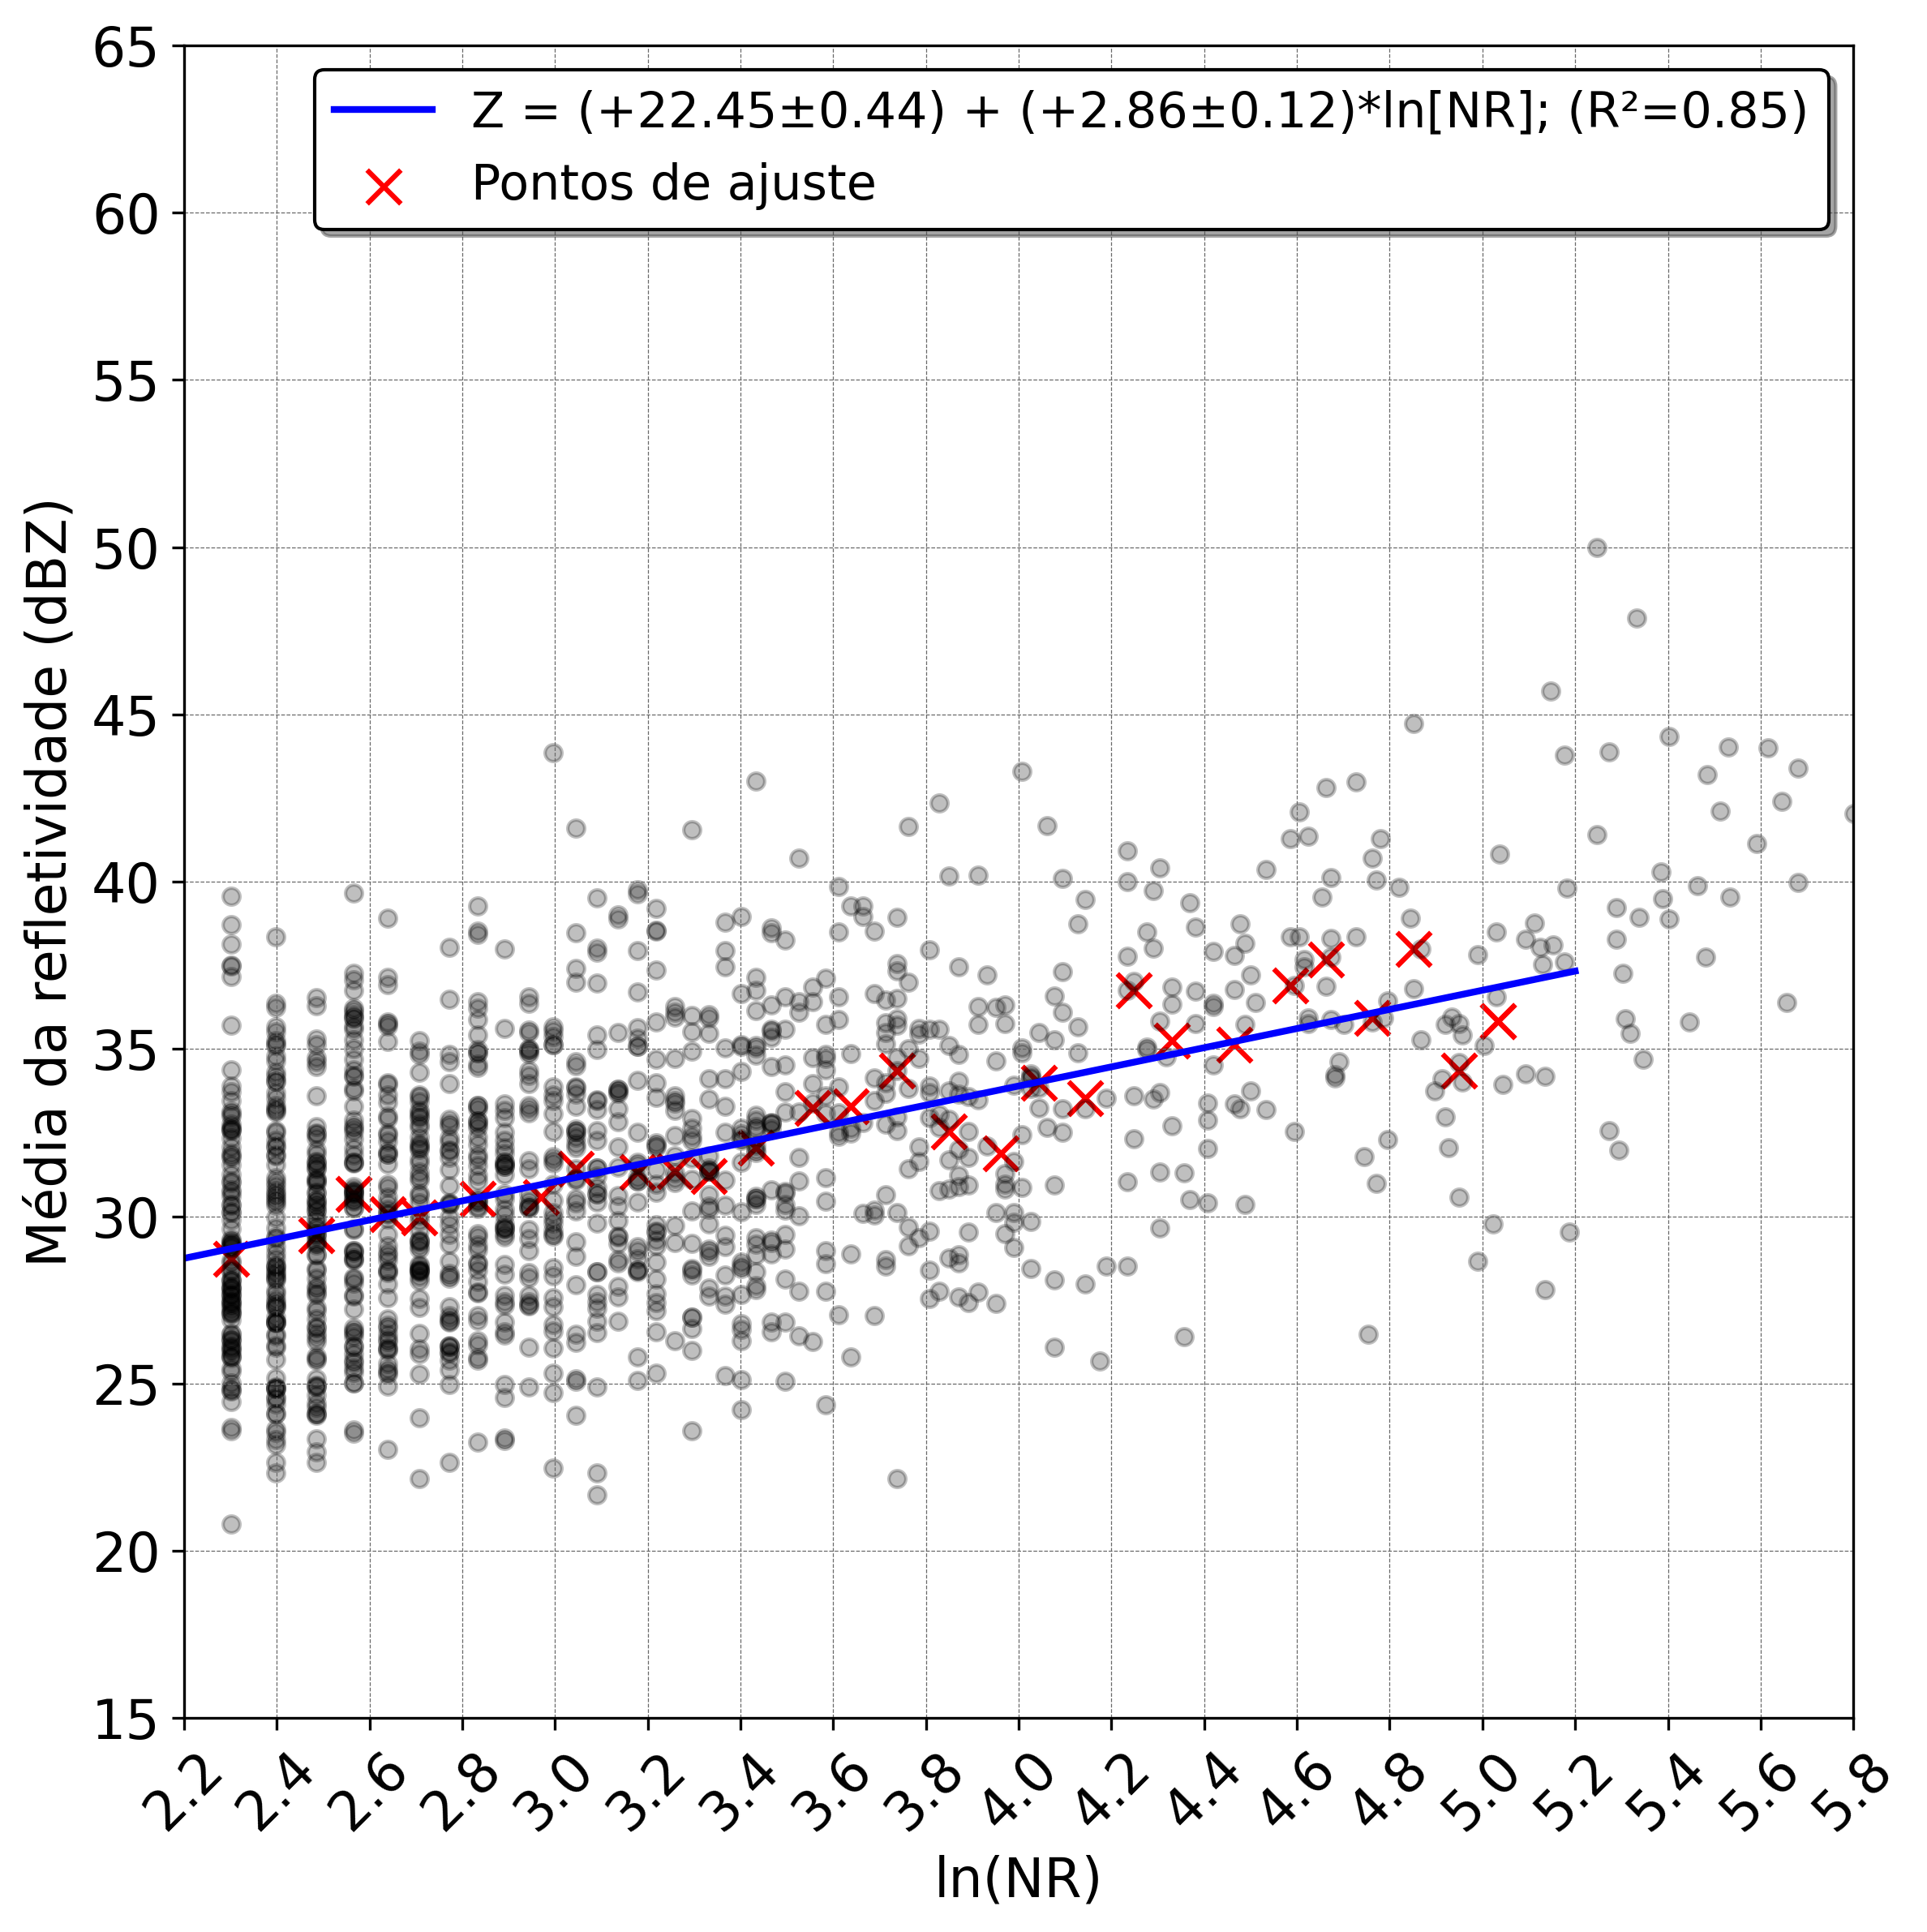 Z = (+22.45±0.44) + (+2.86±0.12)*ln[NR]; (R²=0.85)
Pontos de ajuste
65
60
55
50
45
40
35
30
25
20
15
Média da refletividade (dBZ)
2.2 2.4 2.6 2.8 3.0 3.2 3.4 3.6 3.8 4.0 4.2 4.4 4.6 4.8 5.0 5.2 5.4 5.6 5.8
ln(NR)